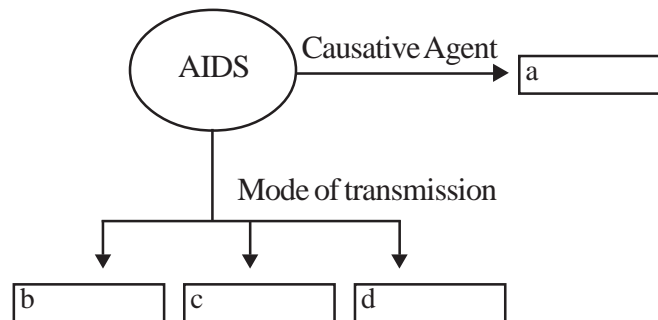 Causative Agent
AIDS
a
Mode of transmission
b
c
d